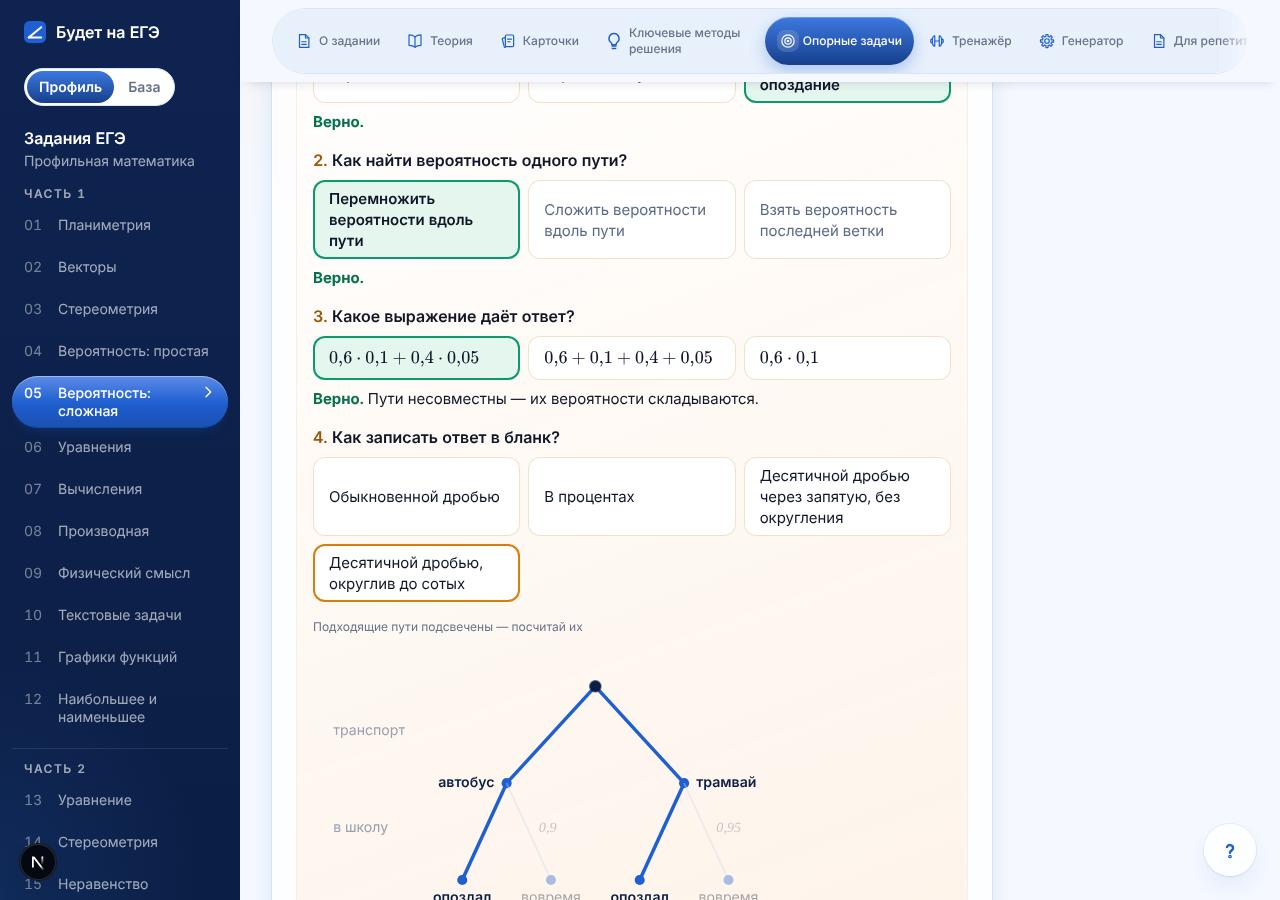 Будет на ЕГЭ
Профиль
База
Задания ЕГЭ
Профильная математика
ЧАСТЬ 1
01 Планиметрия
02 Векторы
03 Стереометрия
04 Вероятность: простая
05 Вероятность:
сложная
06 Уравнения
07 Вычисления
08 Производная
09 Физический смысл
10 Текстовые задачи
11 Графики функций
12 Наибольшее и
наименьшее
ЧАСТЬ 2
13 Уравнение
14 Стереометрия
15 Неравенство
N
О задании
Теория
Карточки
Ключевые методы
решения
Опорные задачи
Тренажёр
Генератор
Для репетит
опоздание
Верно.
2. Как найти вероятность одного пути?
Перемножить
вероятности вдоль
пути
Сложить вероятности
вдоль пути
Взять вероятность
последней ветки
Верно.
3. Какое выражение даёт ответ?
0,6 · 0,1 + 0,4 · 0,05
0,6 + 0,1 + 0,4 + 0,05
0,6 · 0,1
Верно. Пути несовместны — их вероятности складываются.
4. Как записать ответ в бланк?
Обыкновенной дробью
В процентах
Десятичной дробью
через запятую, без
округления
Десятичной дробью,
округлив до сотых
Подходящие пути подсвечены — посчитай их
транспорт
автобус
трамвай
в школу
0,9
0,95
опоздал
вовремя
опоздал
вовремя
?